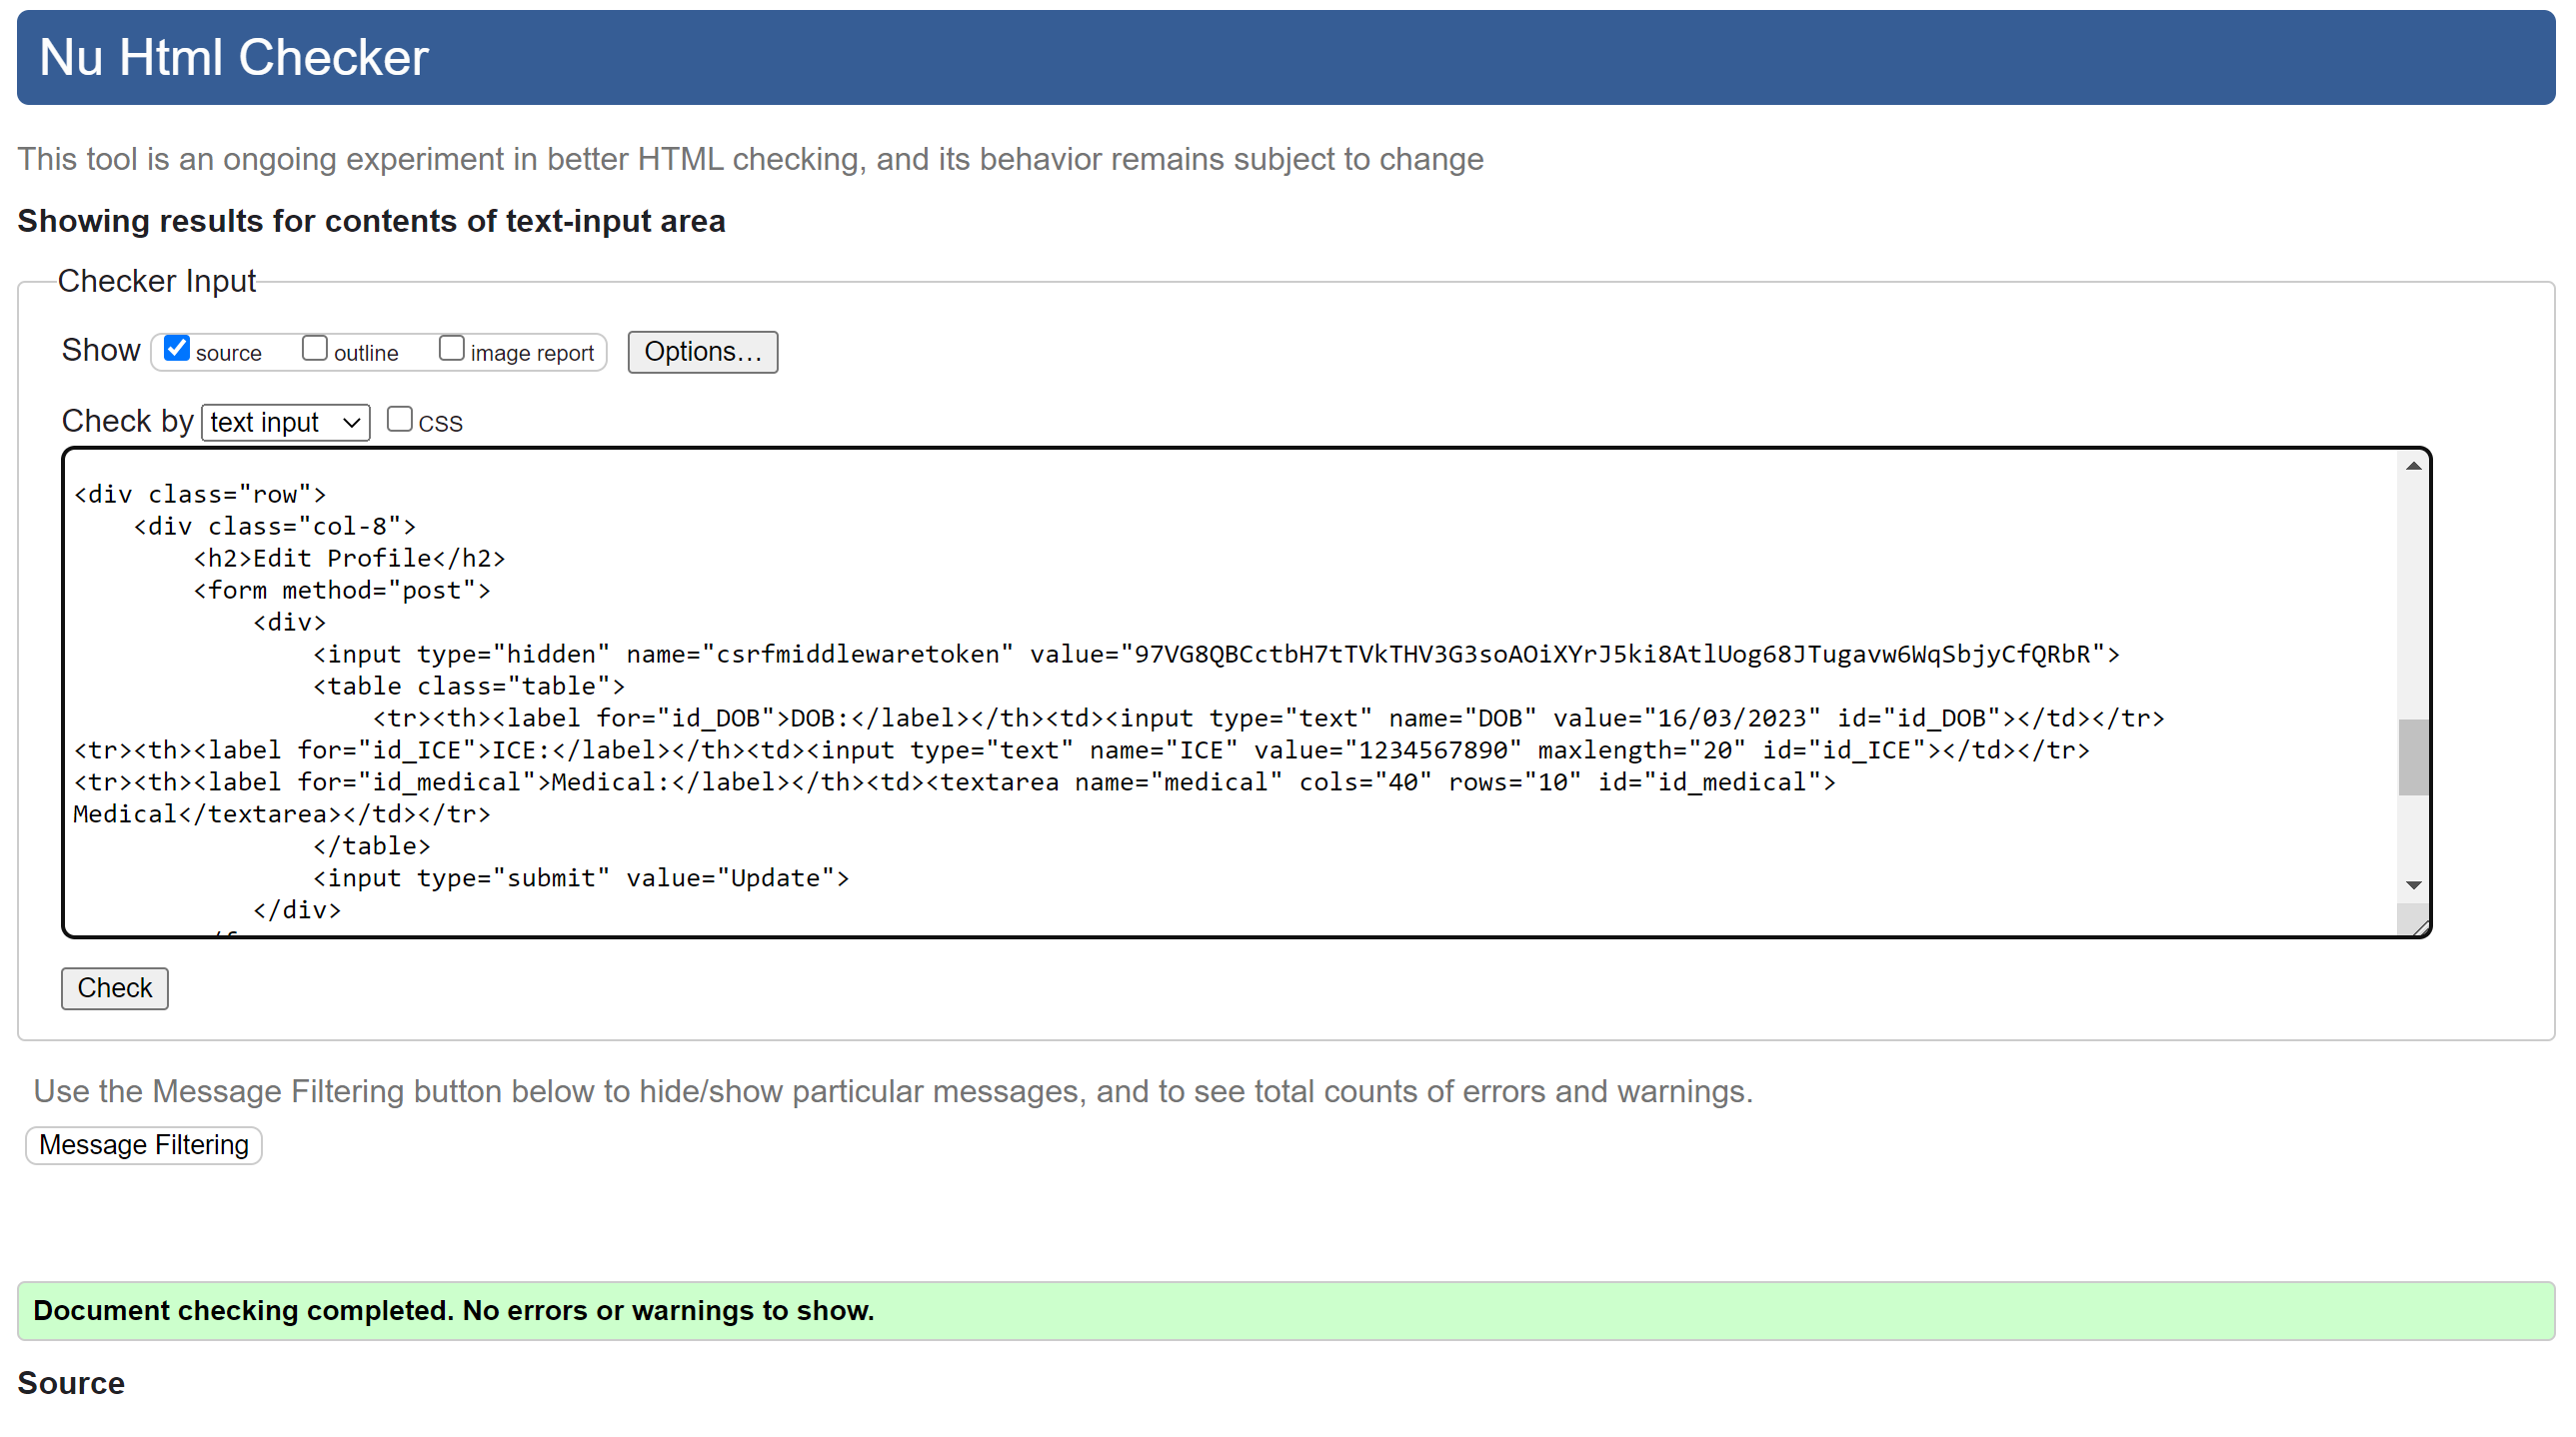 Nu Html Checker
This tool is an ongoing experiment in better HTML checking, and its behavior remains subject to change
Showing results for contents of text-input area
Checker Input
Show source outline image report Options...
Check by text input CSS
<div class="row">
    <div class="col-8">
        <h2>Edit Profile</h2>
        <form method="post">
            <div>
                <input type="hidden" name="csrfmiddlewaretoken" value="97VG8QBCctbH7tTVkTHV3G3soAOiXYrJ5ki8AtlUog68JTugavw6WqSbjyCfQRbR">
                <table class="table">
                    <tr><th><label for="id_DOB">DOB:</label></th><td><input type="text" name="DOB" value="16/03/2023" id="id_DOB"></td></tr>
<tr><th><label for="id_ICE">ICE:</label></th><td><input type="text" name="ICE" value="1234567890" maxlength="20" id="id_ICE"></td></tr>
<tr><th><label for="id_medical">Medical:</label></th><td><textarea name="medical" cols="40" rows="10" id="id_medical">
Medical</textarea></td></tr>
                </table>
                <input type="submit" value="Update">
            </div>
Check
Use the Message Filtering button below to hide/show particular messages, and to see total counts of errors and warnings.
Message Filtering
Document checking completed. No errors or warnings to show.
Source